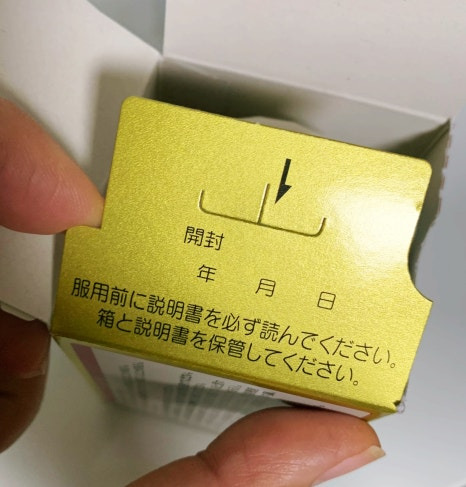 開封
年 月 日
服用前に説明書を必ず読んでください。
箱と説明書を保管してください。